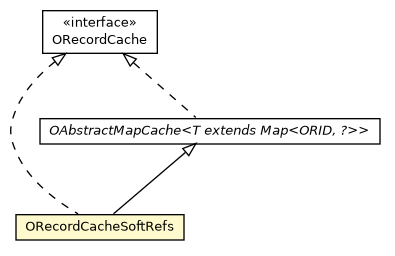 «interface»
ORecordCache
OAbstractMapCache<T extends Map<ORID, ?>>
ORecordCacheSoftRefs